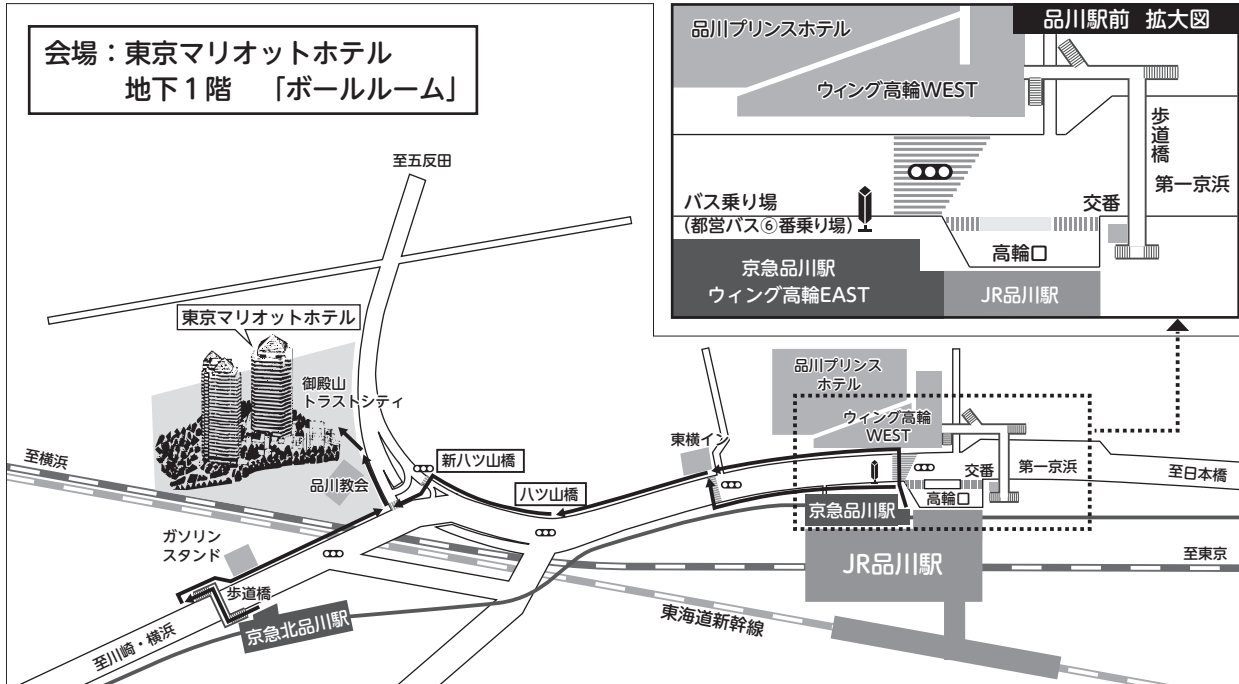 会場：東京マリオットホテル
地下１階　「ボールルーム」
品川駅前　拡大図
品川プリンスホテル
ウィング高輪WEST
歩道橋
第一京浜
バス乗り場
(都営バス⑥番乗り場)
交番
高輪口
京急品川駅
ウィング高輪EAST
JR品川駅
至五反田
東京マリオットホテル
御殿山
トラストシティ
至横浜
品川教会
新八ツ山橋
八ツ山橋
ガソリン
スタンド
歩道橋
京急北品川駅
至川崎・横浜
東横イン
品川プリンス
ホテル
ウィング高輪
WEST
交番
第一京浜
至日本橋
高輪口
京急品川駅
JR品川駅
至東京
東海道新幹線